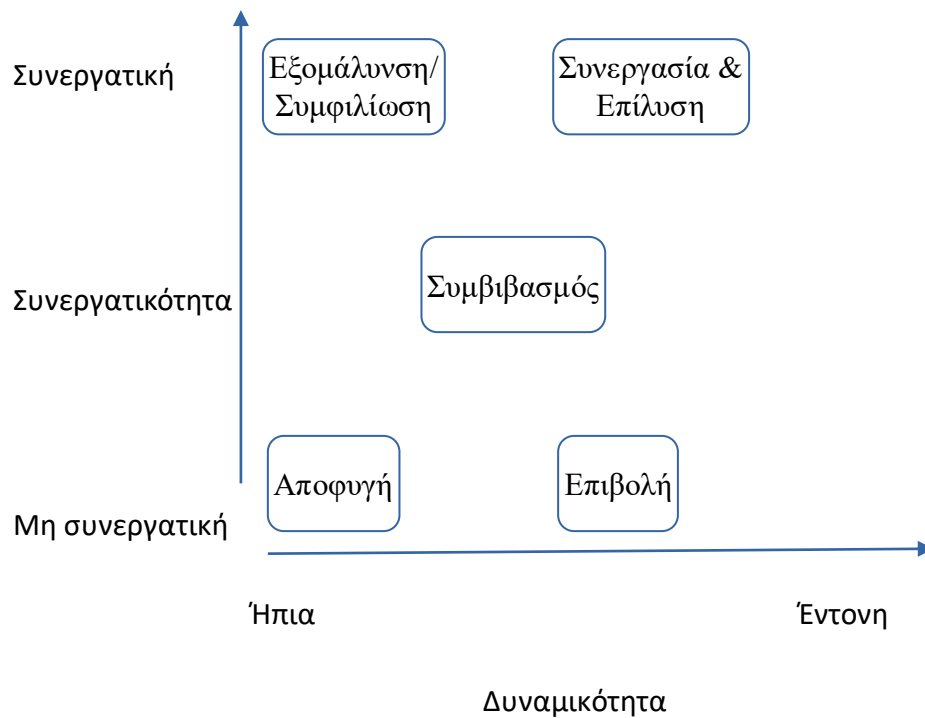 Συνεργατική
Εξομάλυνση/
Συμφιλίωση
Συνεργασία &
Επίλυση
Συνεργατικότητα
Συμβιβασμός
Αποφυγή
Επιβολή
Μη συνεργατική
Ήπια
Έντονη
Δυναμικότητα